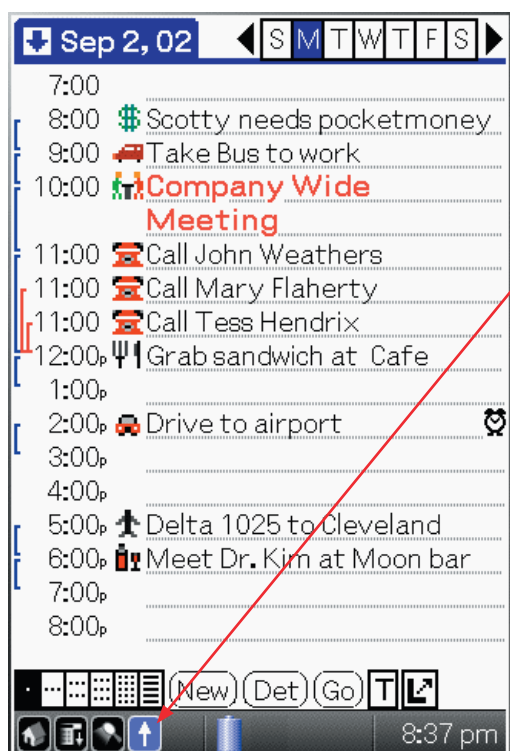 Sep 2, 02 S M T W T F S
7:00
8:00 Scotty needs pocketmoney
9:00 Take Bus to work
10:00 Company Wide
Meeting
11:00 Call John Weathers
11:00 Call Mary Flaherty
11:00 Call Tess Hendrix
12:00p Grab sandwich at Cafe
1:00p
2:00p Drive to airport
3:00p
4:00p
5:00p Delta 1025 to Cleveland
6:00p Meet Dr. Kim at Moon bar
7:00p
8:00p
New Det Go T
8:37 pm